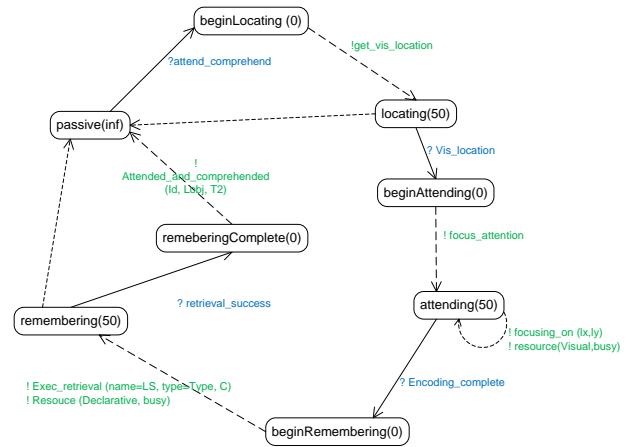 beginLocating (0)
!get_vis_location
?attend_comprehend
passive(inf)
locating(50)
? Vis_location
!
Attended_and_comprehended
(Id, Lobj, T2)
beginAttending(0)
remeberingComplete(0)
! focus_attention
? retrieval_success
attending(50)
remembering(50)
! focusing_on (lx,ly)
! resource(Visual,busy)
? Encoding_complete
! Exec_retrieval (name=LS, type=Type, C)
! Resouce (Declarative, busy)
beginRemembering(0)